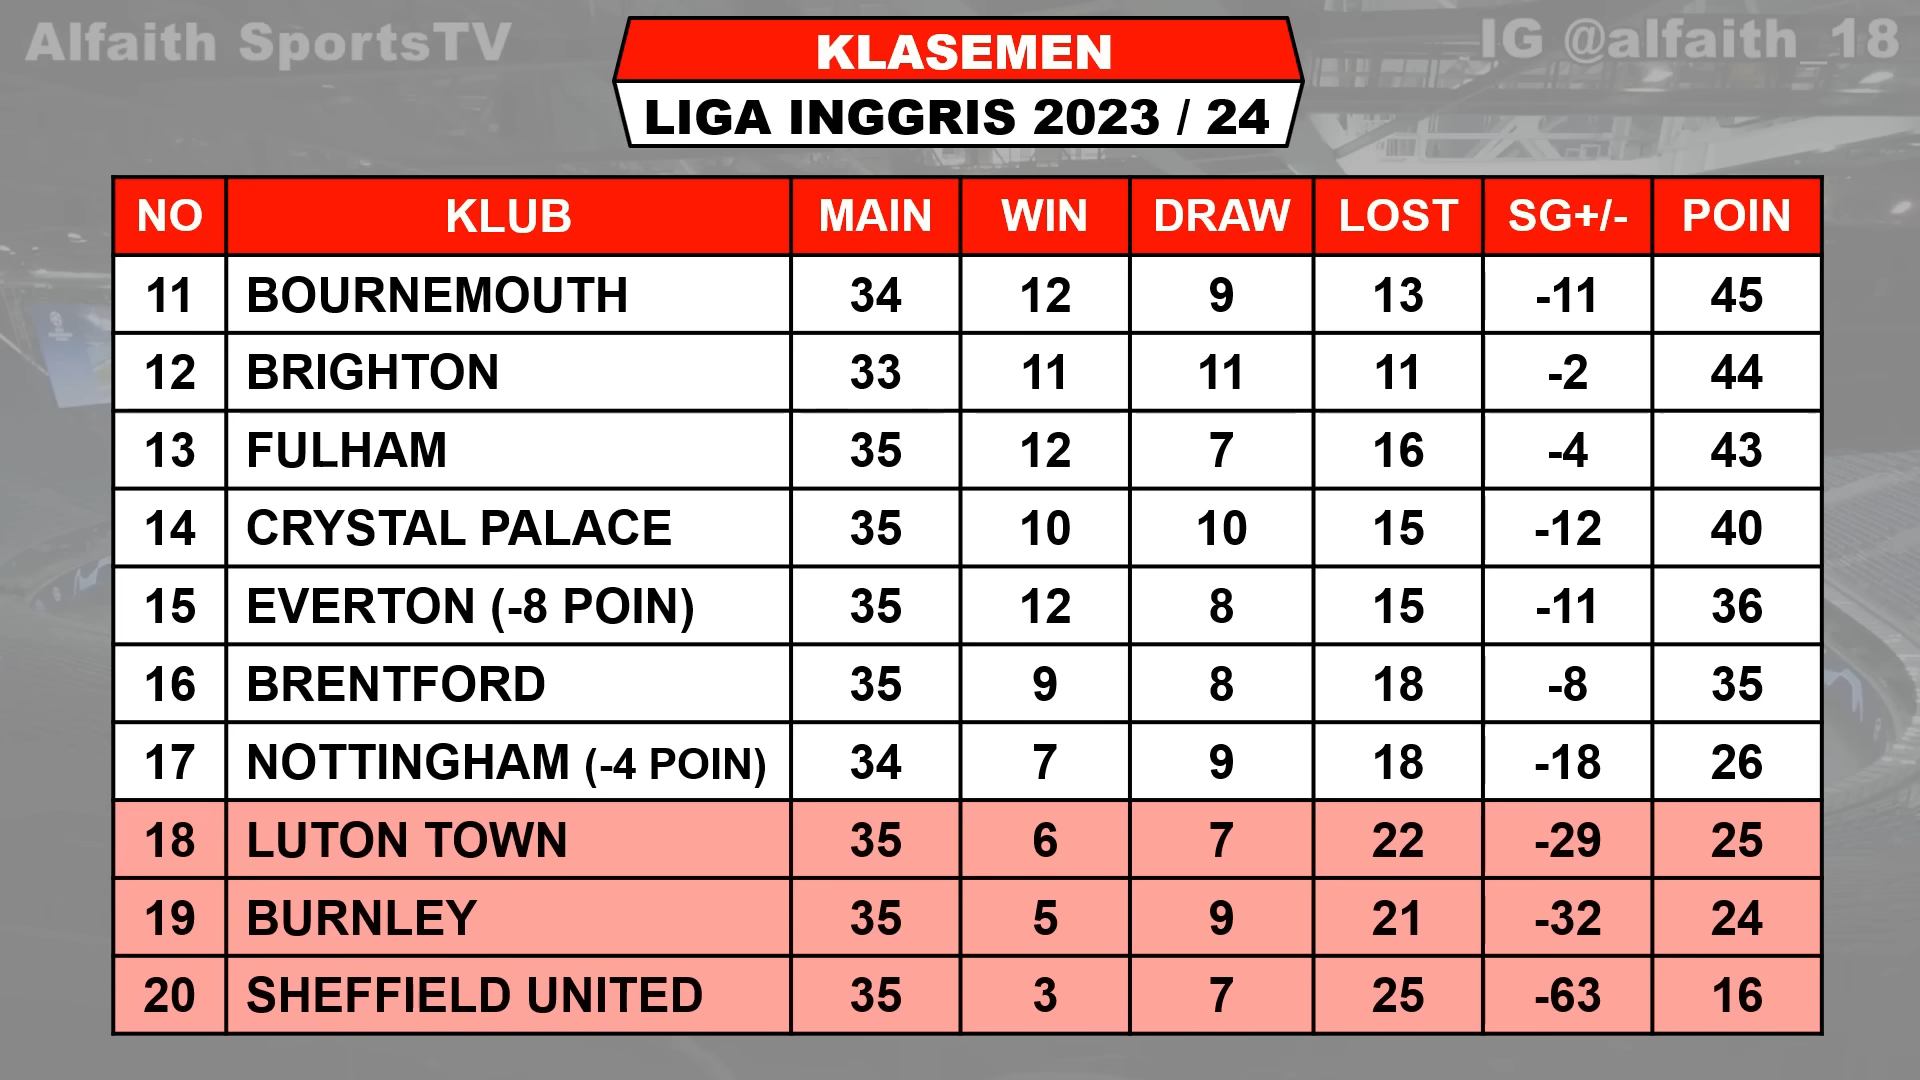 Alfaith SportsTV
KLASEMEN
IG @alfaith_18
LIGA INGGRIS 2023 / 24
NO KLUB MAIN WIN DRAW LOST SG+/- POIN
11 BOURNEMOUTH 34 12 9 13 -11 45
12 BRIGHTON 33 11 11 11 -2 44
13 FULHAM 35 12 7 16 -4 43
14 CRYSTAL PALACE 35 10 10 15 -12 40
15 EVERTON (-8 POIN) 35 12 8 15 -11 36
16 BRENTFORD 35 9 8 18 -8 35
17 NOTTINGHAM (-4 POIN) 34 7 9 18 -18 26
18 LUTON TOWN 35 6 7 22 -29 25
19 BURNLEY 35 5 9 21 -32 24
20 SHEFFIELD UNITED 35 3 7 25 -63 16